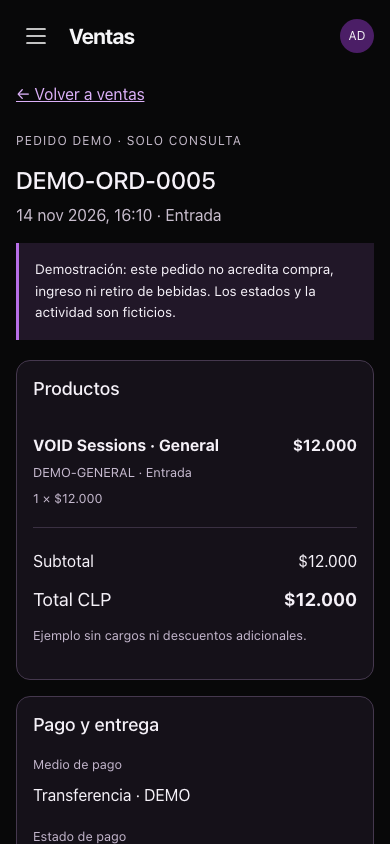 Ventas
AD
← Volver a ventas
PEDIDO DEMO · SOLO CONSULTA
DEMO-ORD-0005
14 nov 2026, 16:10 · Entrada
Demostración: este pedido no acredita compra,
ingreso ni retiro de bebidas. Los estados y la
actividad son ficticios.
Productos
VOID Sessions · General $12.000
DEMO-GENERAL · Entrada
1 × $12.000
Subtotal $12.000
Total CLP $12.000
Ejemplo sin cargos ni descuentos adicionales.
Pago y entrega
Medio de pago
Transferencia · DEMO
Estado de pago